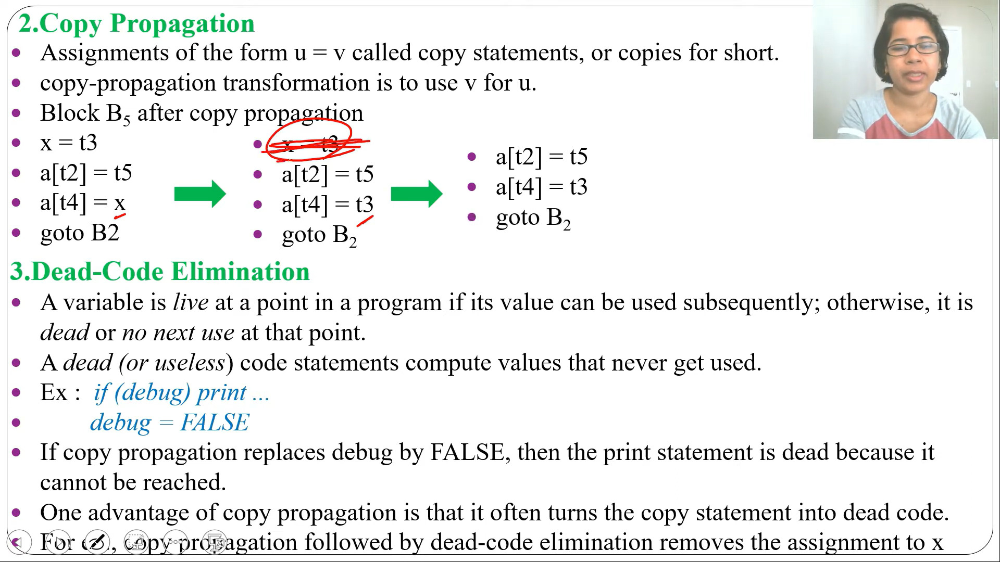 2.Copy Propagation
• Assignments of the form u = v called copy statements, or copies for short.
• copy-propagation transformation is to use v for u.
• Block B5 after copy propagation
• x = t3
• a[t2] = t5
• a[t4] = x
• goto B2
• x = t3
• a[t2] = t5
• a[t4] = t3
• goto B2
• a[t2] = t5
• a[t4] = t3
• goto B2
3.Dead-Code Elimination
• A variable is live at a point in a program if its value can be used subsequently; otherwise, it is
dead or no next use at that point.
• A dead (or useless) code statements compute values that never get used.
• Ex : if (debug) print ...
• debug = FALSE
• If copy propagation replaces debug by FALSE, then the print statement is dead because it
cannot be reached.
• One advantage of copy propagation is that it often turns the copy statement into dead code.
• For copy propagation followed by dead-code elimination removes the assignment to x